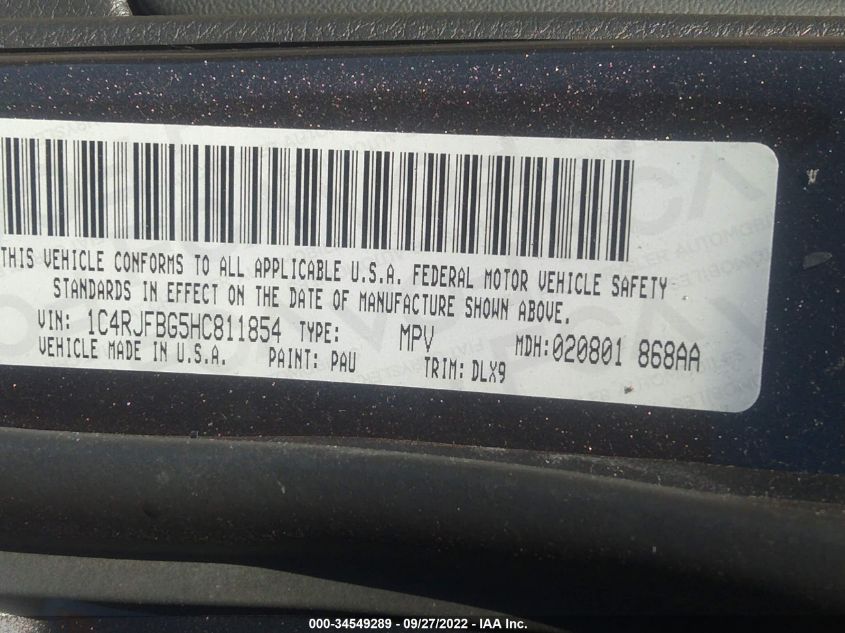 THIS VEHICLE CONFORMS TO ALL APPLICABLE U.S.A. FEDERAL MOTOR VEHICLE SAFETY
STANDARDS IN EFFECT ON THE DATE OF MANUFACTURE SHOWN ABOVE.
VIN: 1C4RJFBG5HC811854 TYPE: MPV MDH: 020801 868AA
VEHICLE MADE IN U.S.A. PAINT: PAU TRIM: DLX9
000-34549289 - 09/27/2022 - IAA Inc.